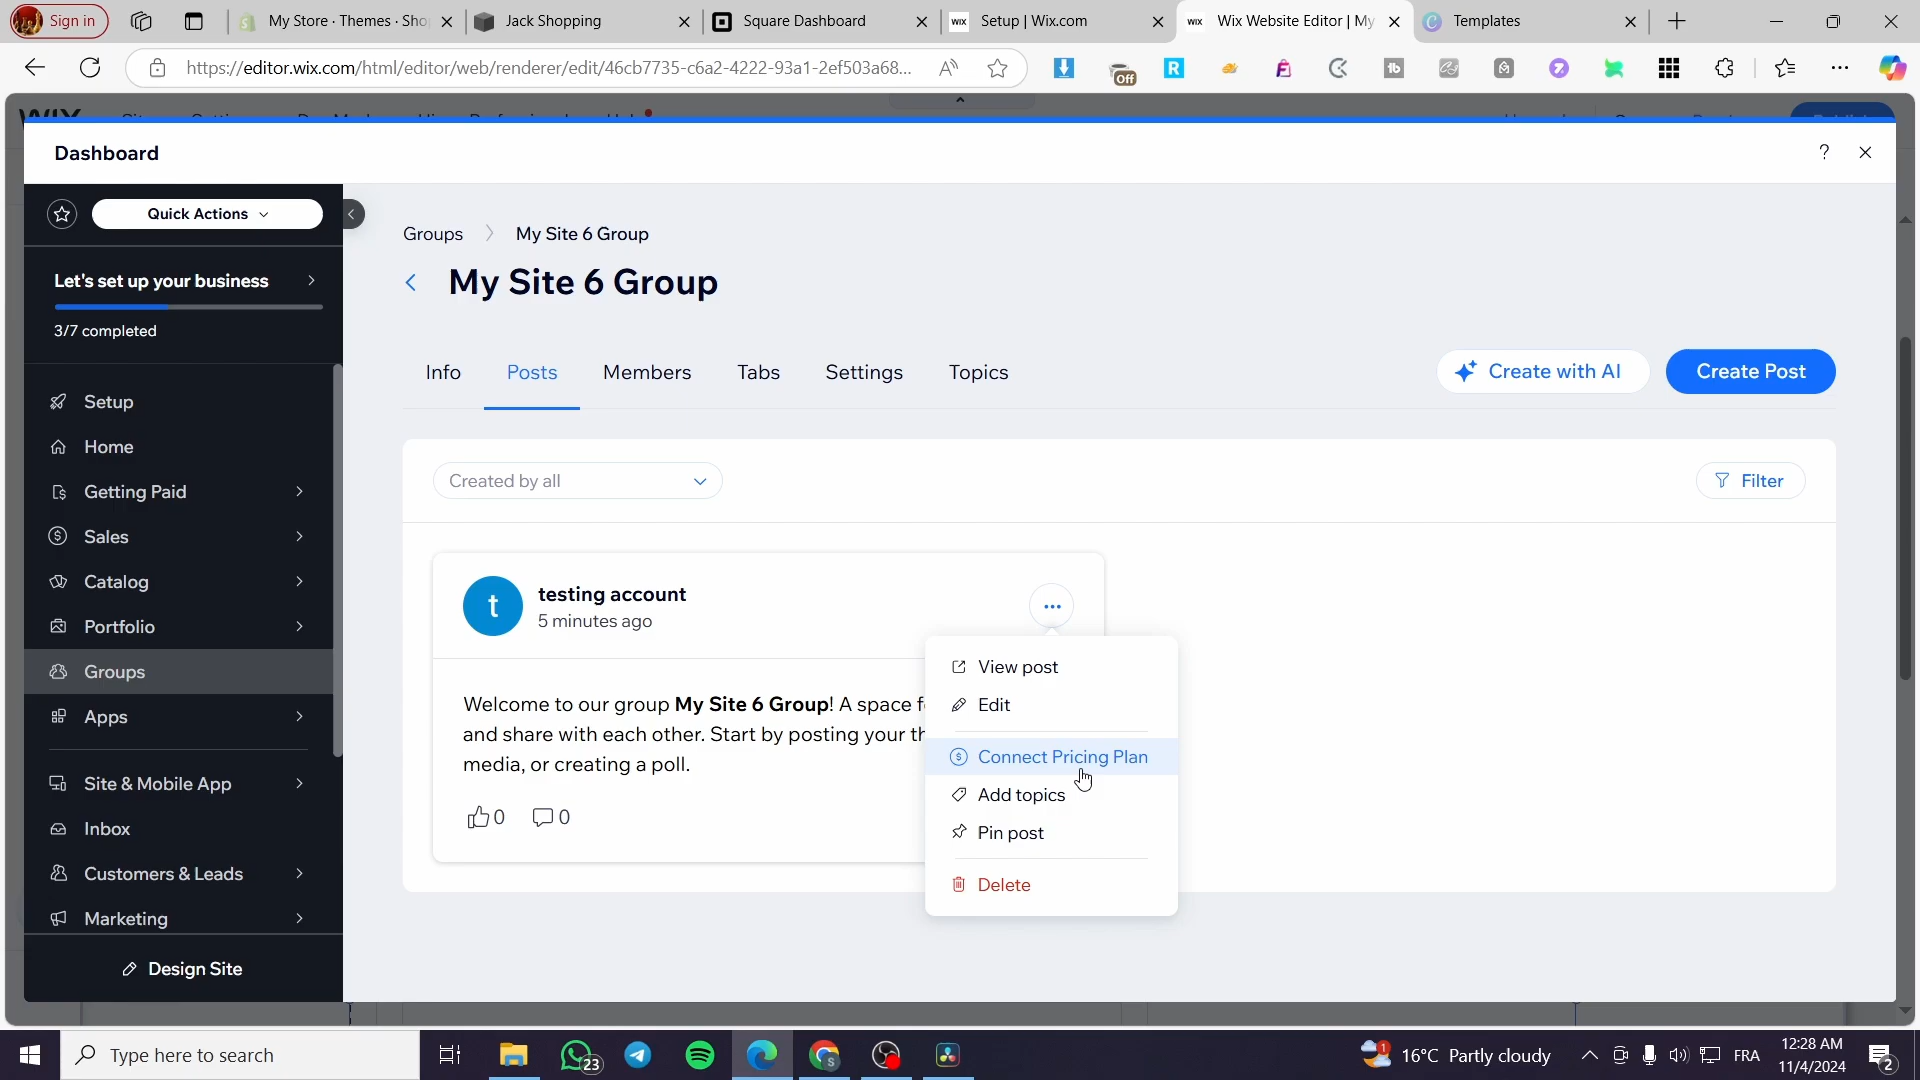 Sign in
My Store · Themes · Sho
Jack Shopping
Square Dashboard
WIX Setup | Wix.com
WIX Wix Website Editor | My
Templates
https://editor.wix.com/html/editor/web/renderer/edit/46cb7735-c6a2-4222-93a1-2ef503a68...
Off
Dashboard
?
Quick Actions
Let's set up your business
3/7 completed
Setup
Home
Getting Paid
Sales
Catalog
Portfolio
Groups
Apps
Site & Mobile App
Inbox
Customers & Leads
Marketing
Design Site
Groups > My Site 6 Group
My Site 6 Group
Info Posts Members Tabs Settings Topics
Create with AI
Create Post
Created by all
Filter
t
testing account
5 minutes ago
Welcome to our group My Site 6 Group! A space
and share with each other. Start by posting your
media, or creating a poll.
0 0
View post
Edit
Connect Pricing Plan
Add topics
Pin post
Delete
Type here to search
23
16°C Partly cloudy
FRA
12:28 AM
11/4/2024
2